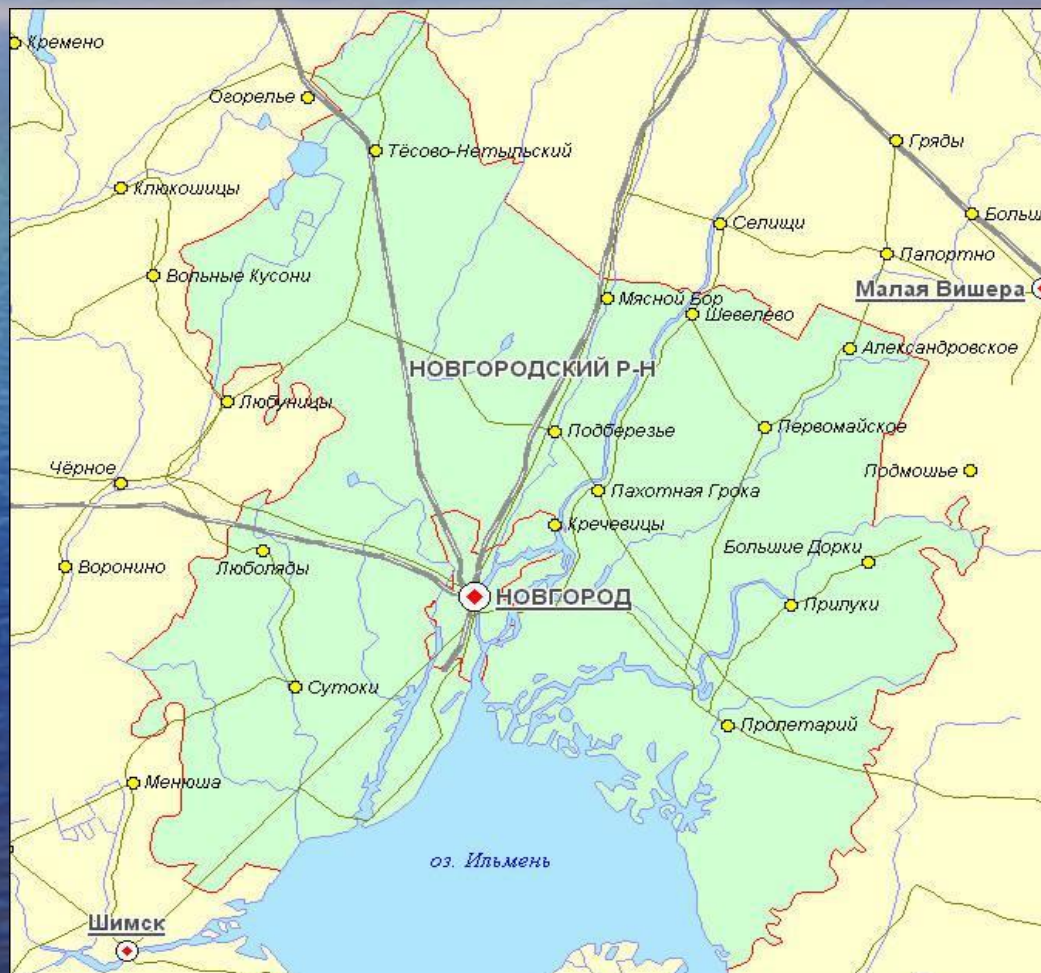 Кремено
Огорелье
Тёсово-Нетыльский
Гряды
Клюкошицы
Больш
Селищи
Папортно
Вольные Кусони
Мясной Бор
Малая Вишера
Шевелёво
Александровское
НОВГОРОДСКИЙ Р-Н
Любуницы
Подберезье
Первомайское
Чёрное
Подмошье
Пахотная Грока
Кречевицы
Воронино
Люболяды
Большие Дорки
НОВГОРОД
Прилуки
Сутоки
Пролетарий
Менюша
оз. Ильмень
Шимск